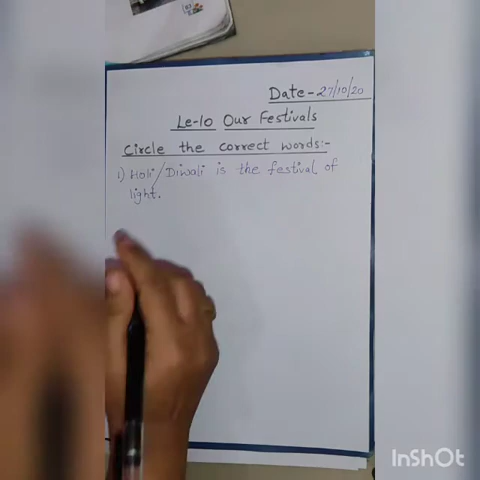 Date-27/10/20
Le-10 Our Festivals
Circle the correct words:-
1) Holi/Diwali is the festival of
light.
InShOt